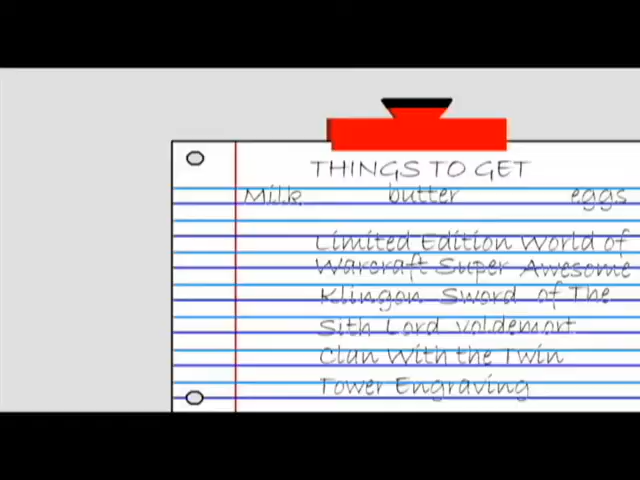 THINGS TO GET
Milk butter eggs
Limited Edition World of
Warcraft Super Awesome
Klingon Sword of The
Sith Lord Voldemort
Clan With the Twin
Tower Engraving